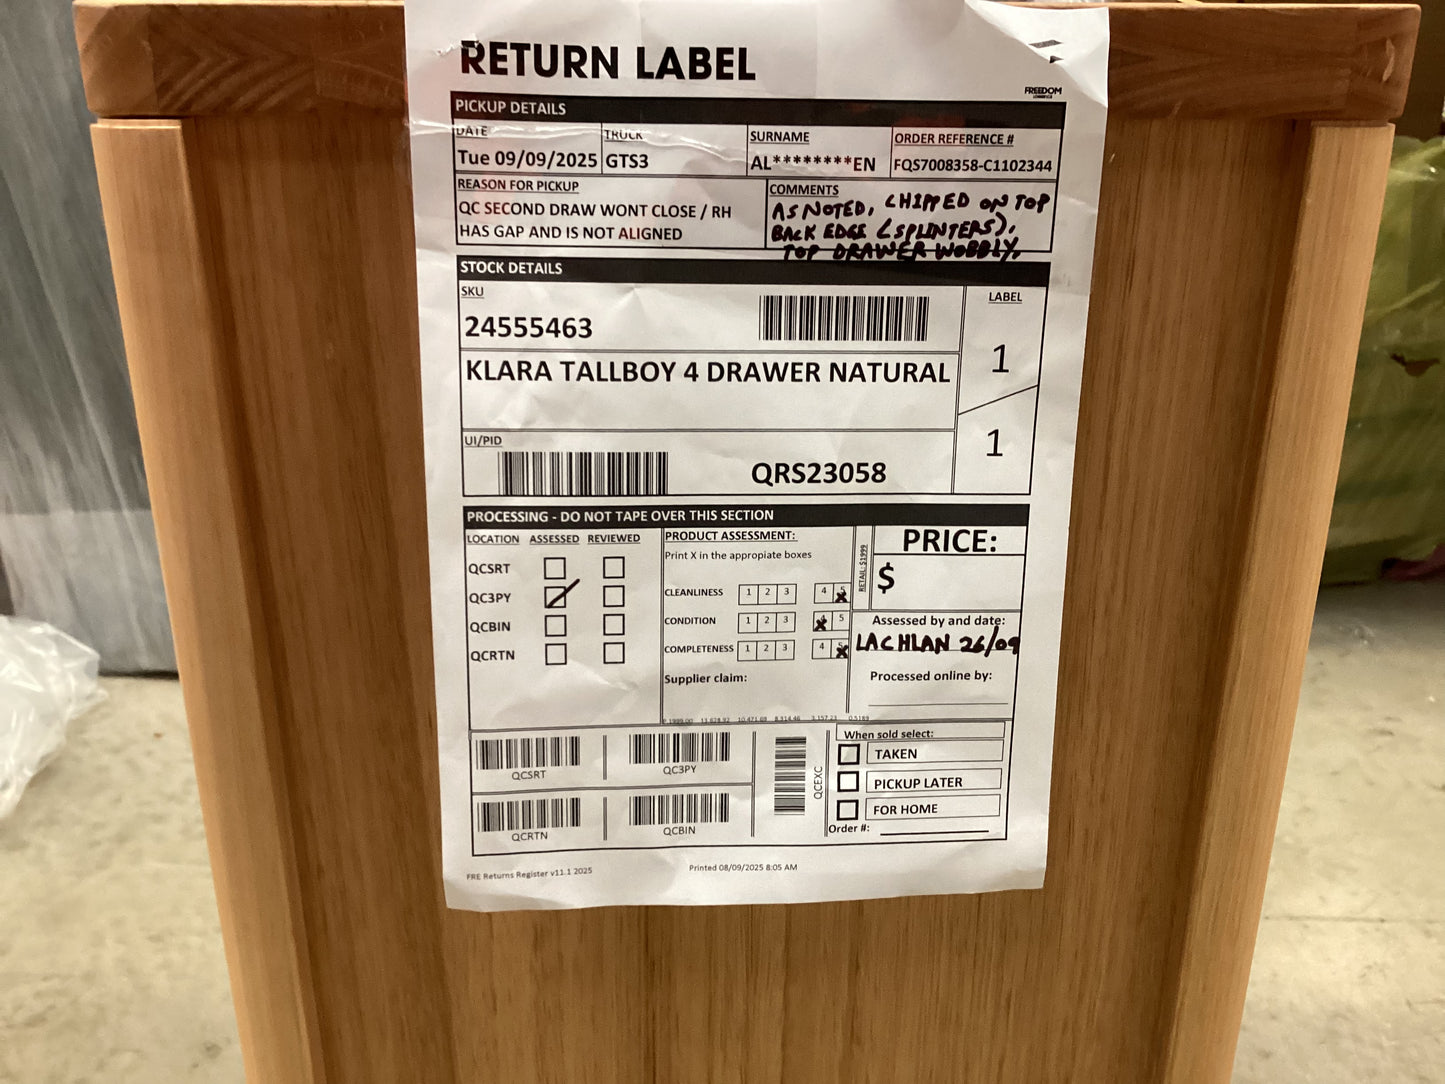 RETURN LABEL
FREEDOM
PICKUP DETAILS
DATE TRUCK SURNAME ORDER REFERENCE #
Tue 09/09/2025 GTS3 AL********EN FQS7008358-C1102344
REASON FOR PICKUP
QC SECOND DRAW WONT CLOSE / RH
HAS GAP AND IS NOT ALIGNED
COMMENTS
AS NOTED, CHIPPED ON TOP
BACK EDGE (SPLINTERS).
TOP DRAWER WOBBLY.
STOCK DETAILS
SKU
24555463
KLARA TALLBOY 4 DRAWER NATURAL
LABEL
1
1
UI/PID
QRS23058
PROCESSING - DO NOT TAPE OVER THIS SECTION
LOCATION ASSESSED REVIEWED
QCSRT
QC3PY
QCBIN
QCRTN
PRODUCT ASSESSMENT:
Print X in the appropiate boxes
CLEANLINESS 1 2 3 4 X
CONDITION 1 2 3 X 5
COMPLETENESS 1 2 3 4 X
Supplier claim:
RETAIL: $1999
PRICE:
$
Assessed by and date:
LACHLAN 26/09
Processed online by:
QCSRT
QC3PY
QCRTN
QCBIN
QCEXC
When sold select:
TAKEN
PICKUP LATER
FOR HOME
Order #:
FRE Returns Register v11.1 2025
Printed 08/09/2025 8:05 AM